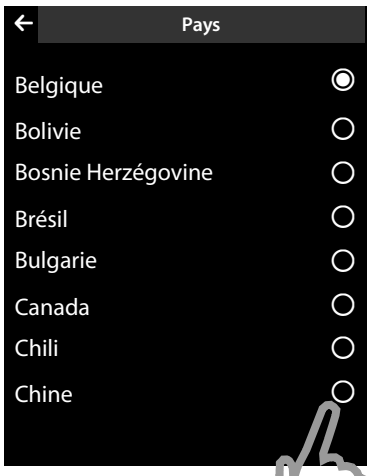 Pays
Belgique
Bolivie
Bosnie Herzégovine
Brésil
Bulgarie
Canada
Chili
Chine